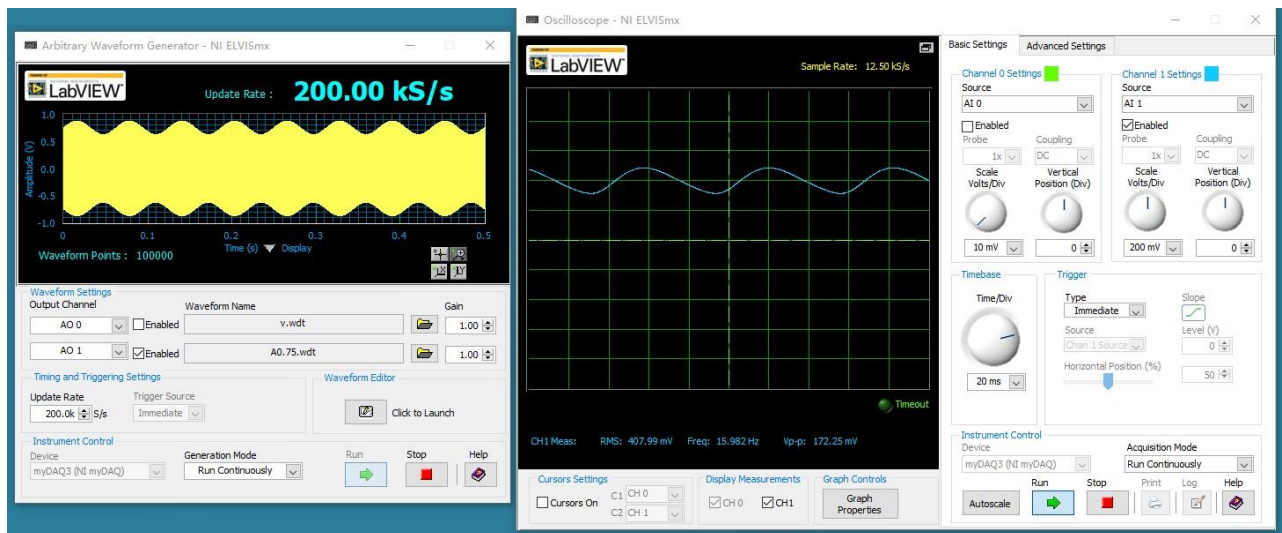 Arbitrary Waveform Generator - NI ELVISmx
LabVIEW
Update Rate : 200.00 kS/s
Amplitude (V)
1.0
0.5
0.0
-0.5
-1.0
0 0.1 0.2 0.3 0.4 0.5
Time (s) Display
Waveform Points : 100000
Waveform Settings
Output Channel Waveform Name Gain
AO 0 Enabled v.wdt 1.00
AO 1 Enabled A0.75.wdt 1.00
Timing and Triggering Settings Waveform Editor
Update Rate Trigger Source
200.0k S/s Immediate Click to Launch
Instrument Control
Device Generation Mode Run Stop Help
myDAQ3 (NI myDAQ) Run Continuously
Oscilloscope - NI ELVISmx
LabVIEW
Sample Rate: 12.50 kS/s
Timeout
CH1 Meas: RMS: 407.99 mV Freq: 15.982 Hz Vp-p: 172.25 mV
Cursors Settings Display Measurements Graph Controls
Cursors On C1 CH 0 CH 0 CH1 Graph Properties
C2 CH 1
Basic Settings Advanced Settings
Channel 0 Settings Channel 1 Settings
Source Source
AI 0 AI 1
Enabled Enabled
Probe Coupling Probe Coupling
1x DC 1x DC
Scale Vertical Scale Vertical
Volts/Div Position (Div) Volts/Div Position (Div)
10 mV 0 200 mV 0
Timebase Trigger
Time/Div Type Slope
Immediate
Source Level (V)
Chan 1 Source 0
Horizontal Position (%)
20 ms 50
Instrument Control
Device Acquisition Mode
myDAQ3 (NI myDAQ) Run Continuously
Run Stop Print Log Help
Autoscale